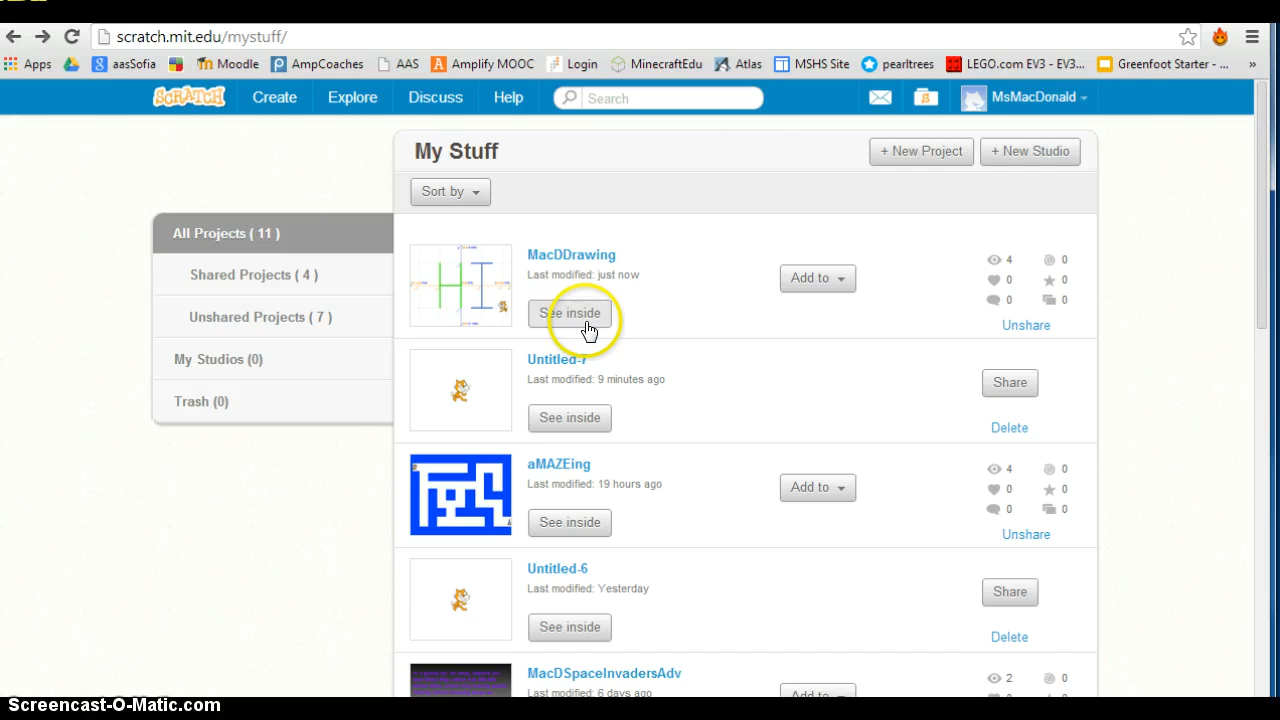 scratch.mit.edu/mystuff/
Apps aasSofia Moodle AmpCoaches AAS Amplify MOOC Login MinecraftEdu Atlas MSHS Site pearltrees LEGO.com EV3 - EV3... Greenfoot Starter - ... »
SCRATCH Create Explore Discuss Help Search MsMacDonald
My Stuff + New Project + New Studio
Sort by
All Projects ( 11 )
Shared Projects ( 4 )
Unshared Projects ( 7 )
My Studios (0)
Trash (0)
MacDDrawing
Last modified: just now
See inside
Add to
4 0
0 0
0 0
Unshare
Untitled-7
Last modified: 9 minutes ago
See inside
Share
Delete
aMAZEing
Last modified: 19 hours ago
See inside
Add to
4 0
0 0
0 0
Unshare
Untitled-6
Last modified: Yesterday
See inside
Share
Delete
MacDSpaceInvadersAdv
Last modified: 6 days ago
Add to
2 0
Screencast-O-Matic.com